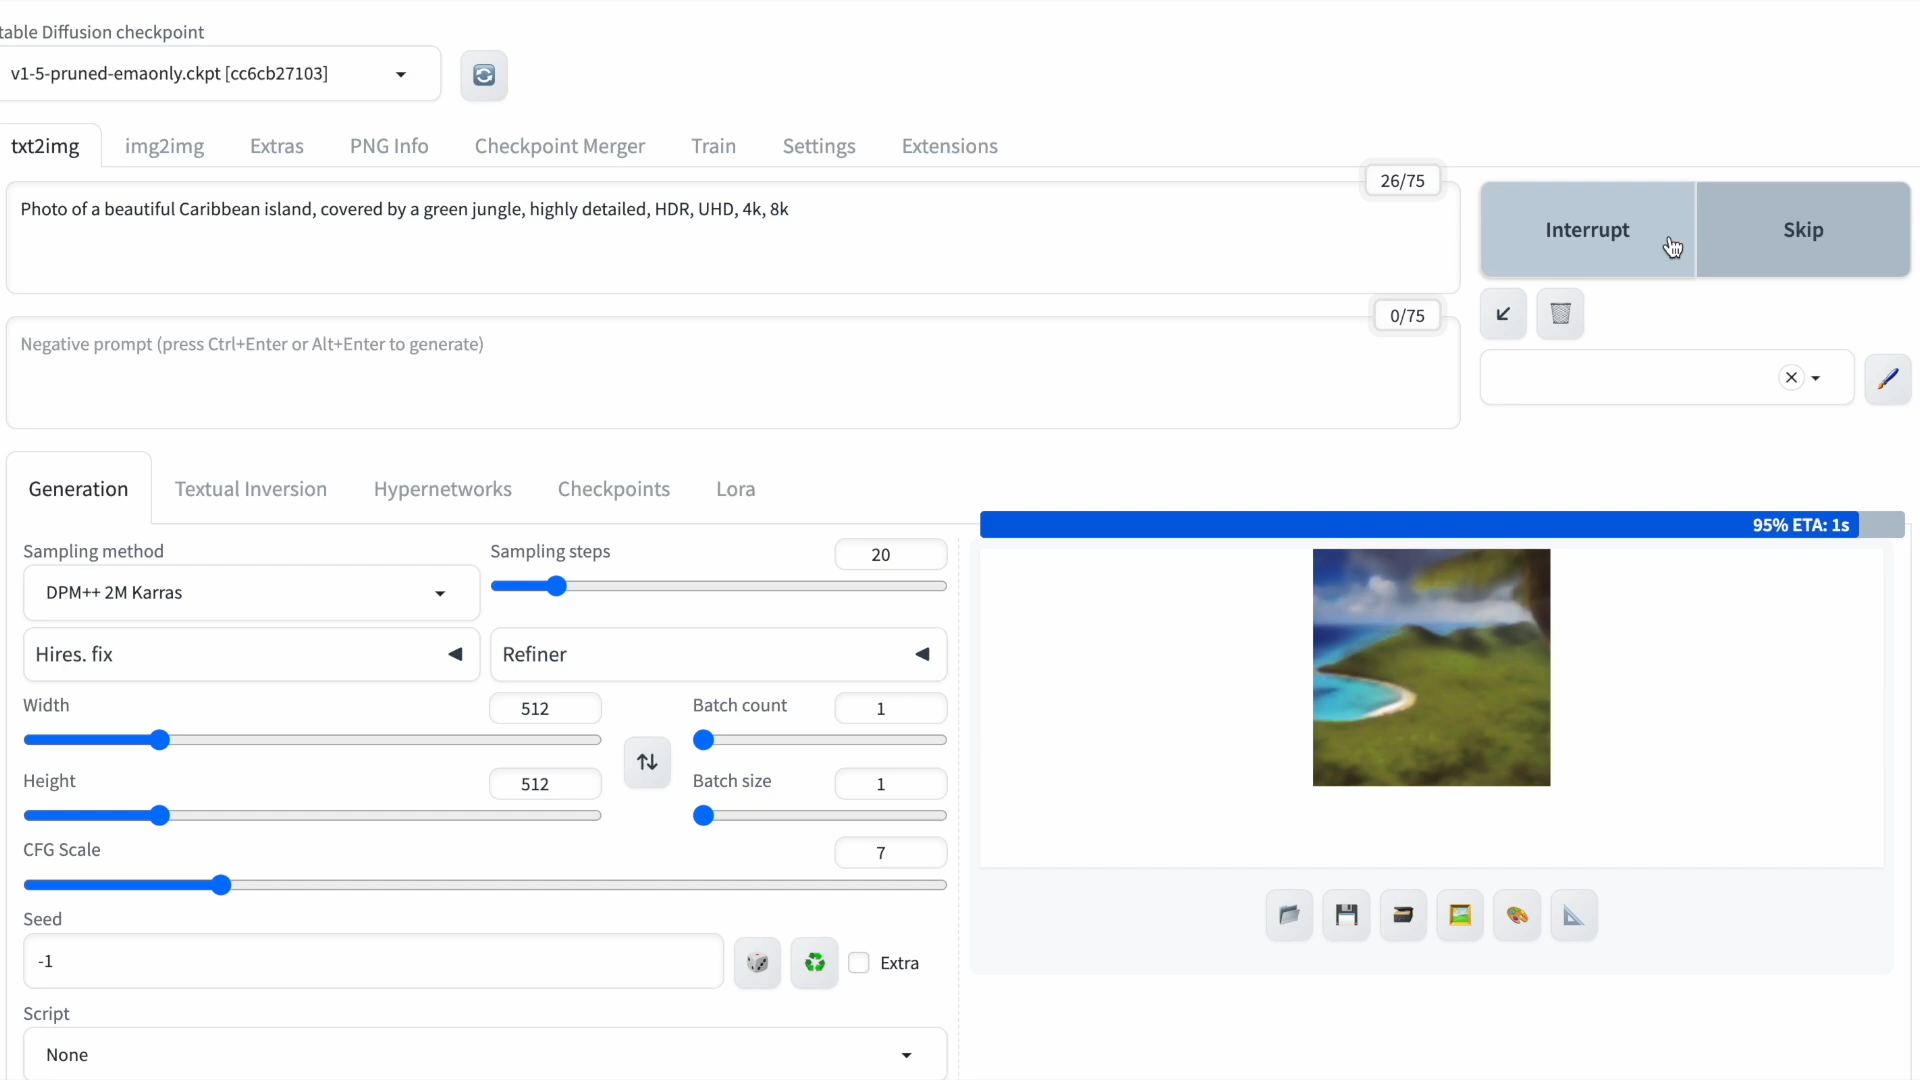 table Diffusion checkpoint
v1-5-pruned-emaonly.ckpt [cc6cb27103]
txt2img img2img Extras PNG Info Checkpoint Merger Train Settings Extensions
26/75
Photo of a beautiful Caribbean island, covered by a green jungle, highly detailed, HDR, UHD, 4k, 8k
Interrupt Skip
0/75
Negative prompt (press Ctrl+Enter or Alt+Enter to generate)
Generation Textual Inversion Hypernetworks Checkpoints Lora
95% ETA: 1s
Sampling method
DPM++ 2M Karras
Sampling steps 20
Hires. fix
Refiner
Width 512
Batch count 1
Height 512
Batch size 1
CFG Scale 7
Seed
-1
Extra
Script
None